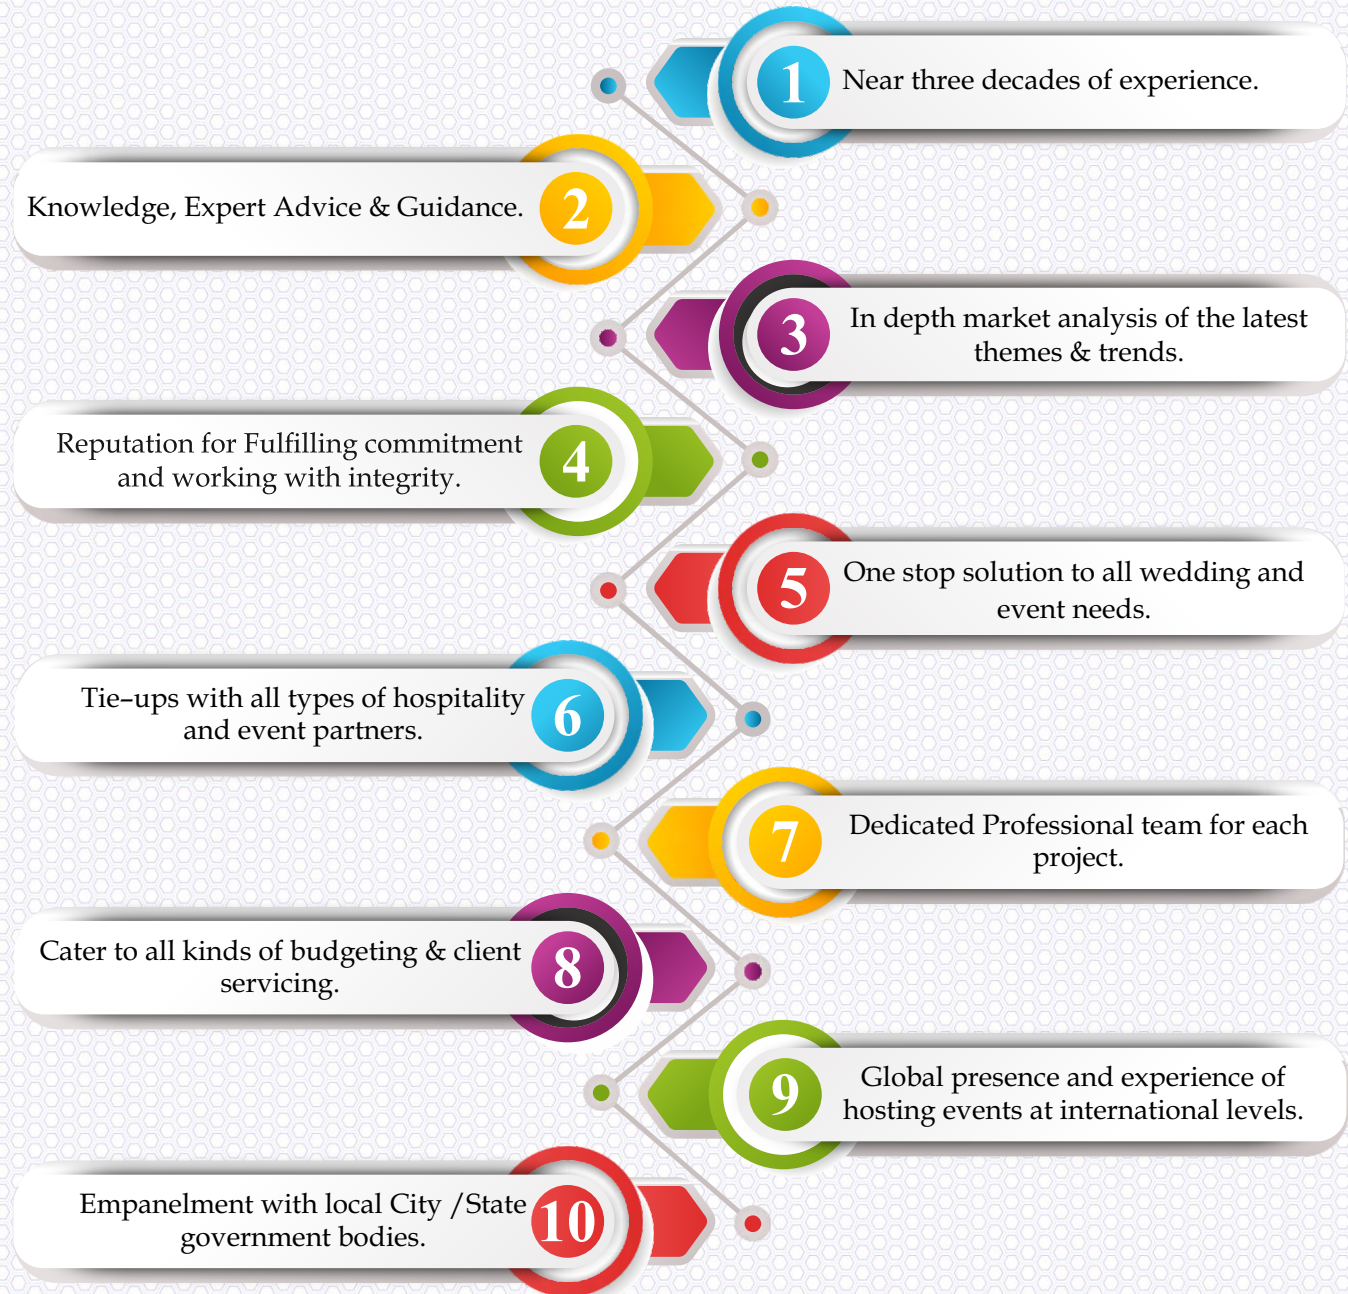 1
Near three decades of experience.
Knowledge, Expert Advice & Guidance.
2
3
In depth market analysis of the latest
themes & trends.
Reputation for Fulfilling commitment
and working with integrity.
4
5
One stop solution to all wedding and
event needs.
Tie–ups with all types of hospitality
and event partners.
6
7
Dedicated Professional team for each
project.
Cater to all kinds of budgeting & client
servicing.
8
9
Global presence and experience of
hosting events at international levels.
Empanelment with local City /State
government bodies.
10